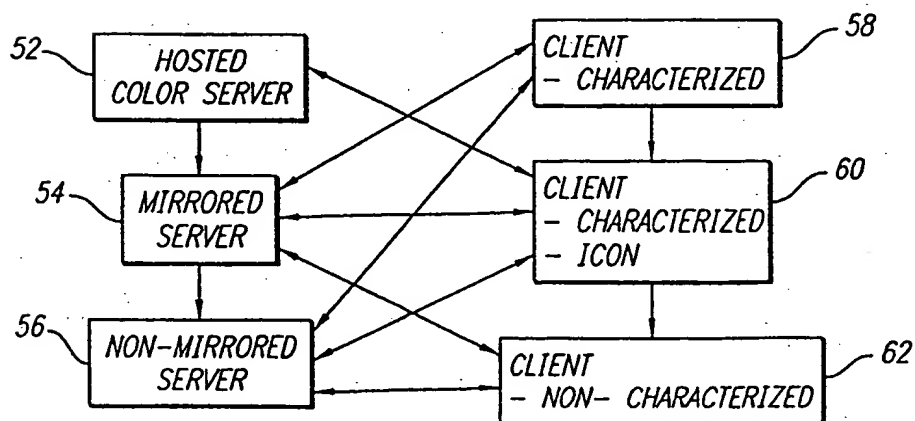 52
HOSTED
COLOR SERVER
54
MIRRORED
SERVER
56
NON-MIRRORED
SERVER
58
CLIENT
- CHARACTERIZED
60
CLIENT
- CHARACTERIZED
- ICON
62
CLIENT
- NON- CHARACTERIZED